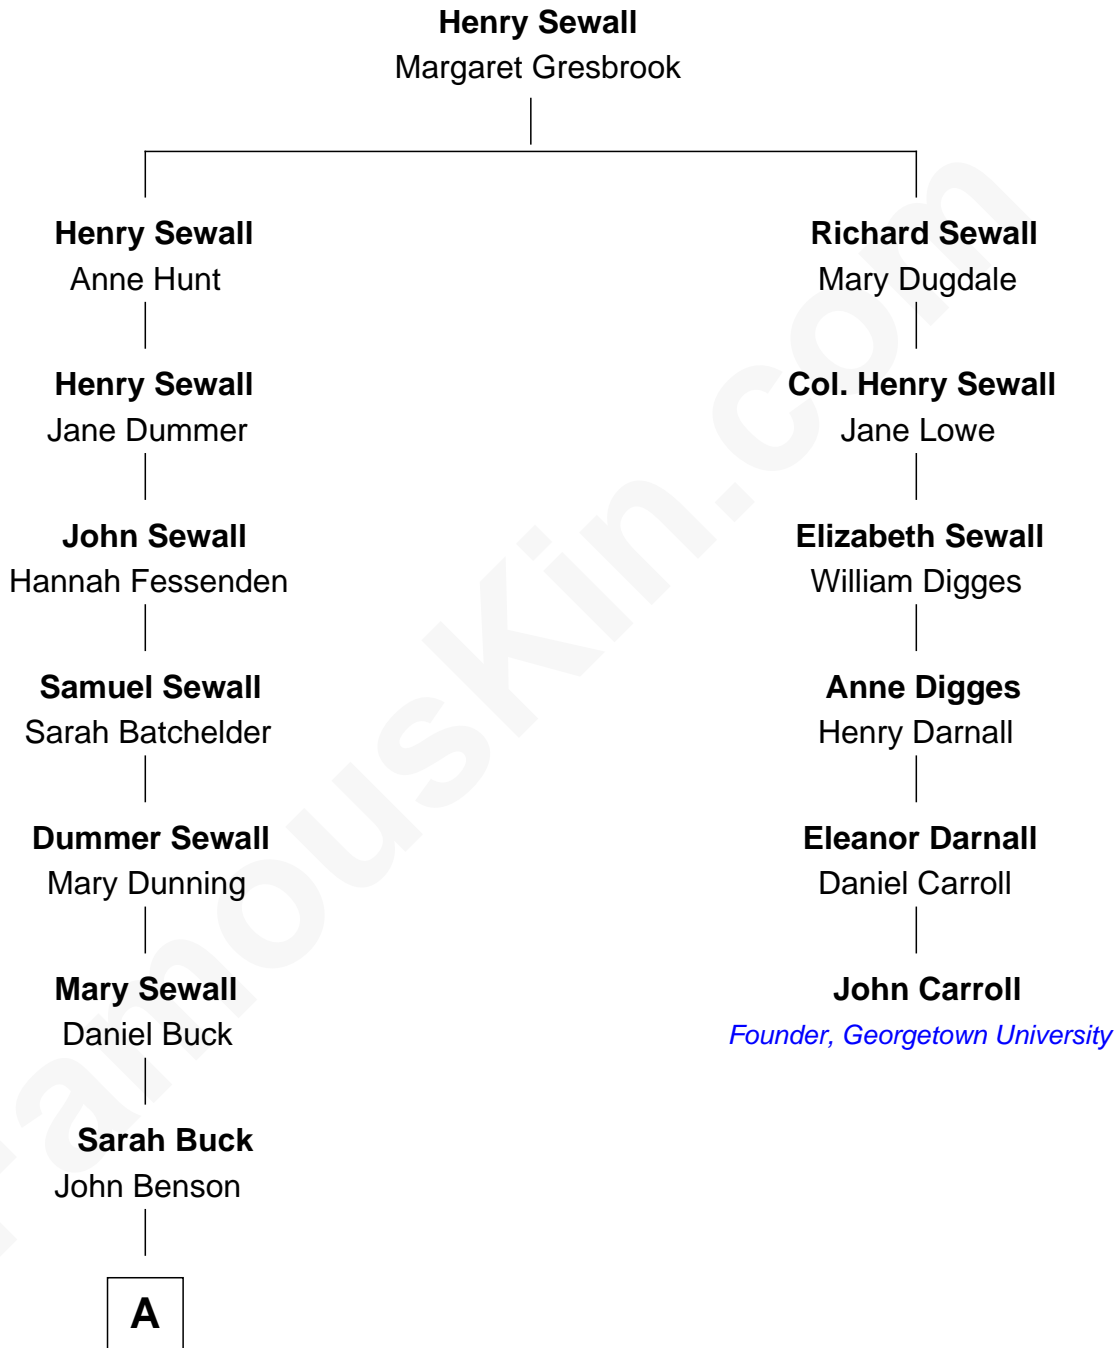 Henry Sewall
Margaret Gresbrook
Henry Sewall
Anne Hunt
Richard Sewall
Mary Dugdale
Henry Sewall
Jane Dummer
Col. Henry Sewall
Jane Lowe
John Sewall
Hannah Fessenden
Elizabeth Sewall
William Digges
Samuel Sewall
Sarah Batchelder
Anne Digges
Henry Darnall
Dummer Sewall
Mary Dunning
Eleanor Darnall
Daniel Carroll
Mary Sewall
Daniel Buck
John Carroll
Founder, Georgetown University
Sarah Buck
John Benson
A
FamousKin.com